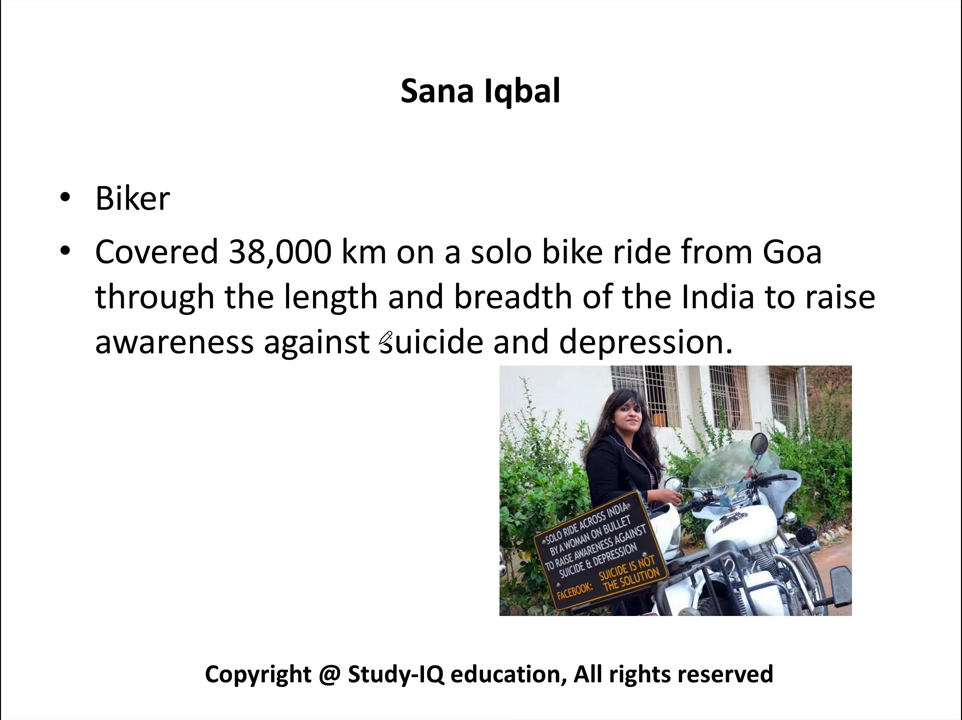 Sana Iqbal
• Biker
• Covered 38,000 km on a solo bike ride from Goa
through the length and breadth of the India to raise
awareness against suicide and depression.
"SOLO RIDE ACROSS INDIA"
BY A WOMAN ON BULLET
TO RAISE AWARENESS AGAINST
SUICIDE & DEPRESSION
FACEBOOK: SUICIDE IS NOT
THE SOLUTION
Copyright @ Study-IQ education, All rights reserved